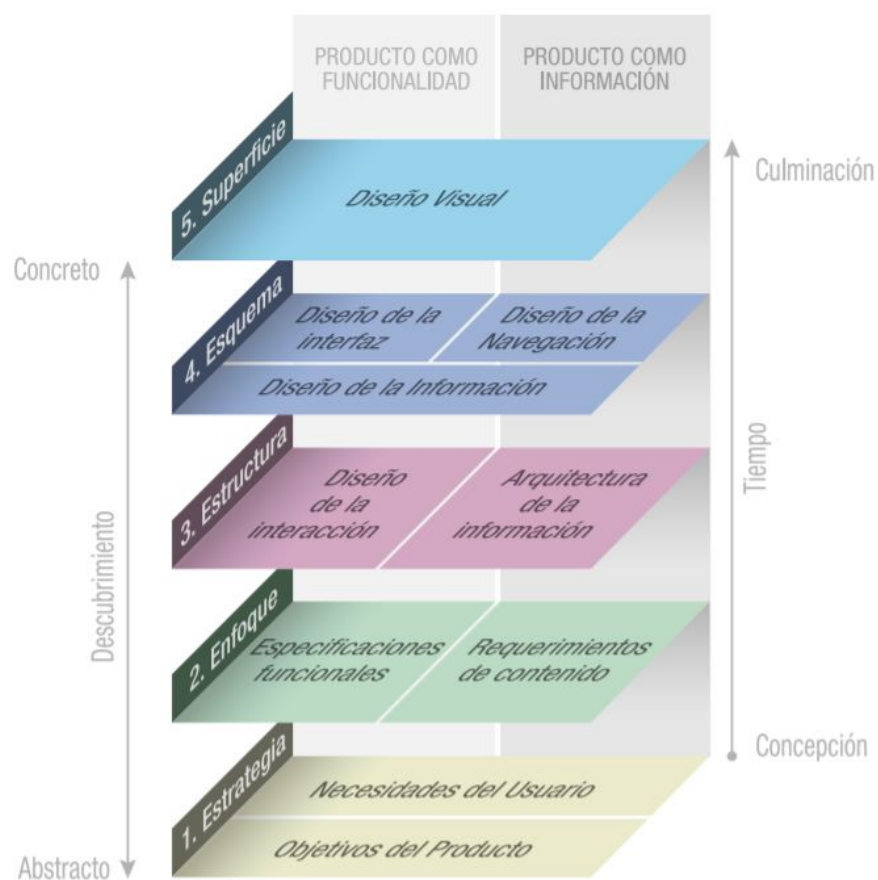 PRODUCTO COMO
FUNCIONALIDAD
PRODUCTO COMO
INFORMACIÓN
5. Superficie
Diseño Visual
Culminación
Concreto
4. Esquema
Diseño de la
interfaz
Diseño de la
Navegación
Diseño de la Información
3. Estructura
Diseño
de la
interacción
Arquitectura
de la
información
Tiempo
Descubrimiento
2. Enfoque
Especificaciones
funcionales
Requerimientos
de contenido
Concepción
1. Estrategia
Necesidades del Usuario
Objetivos del Producto
Abstracto